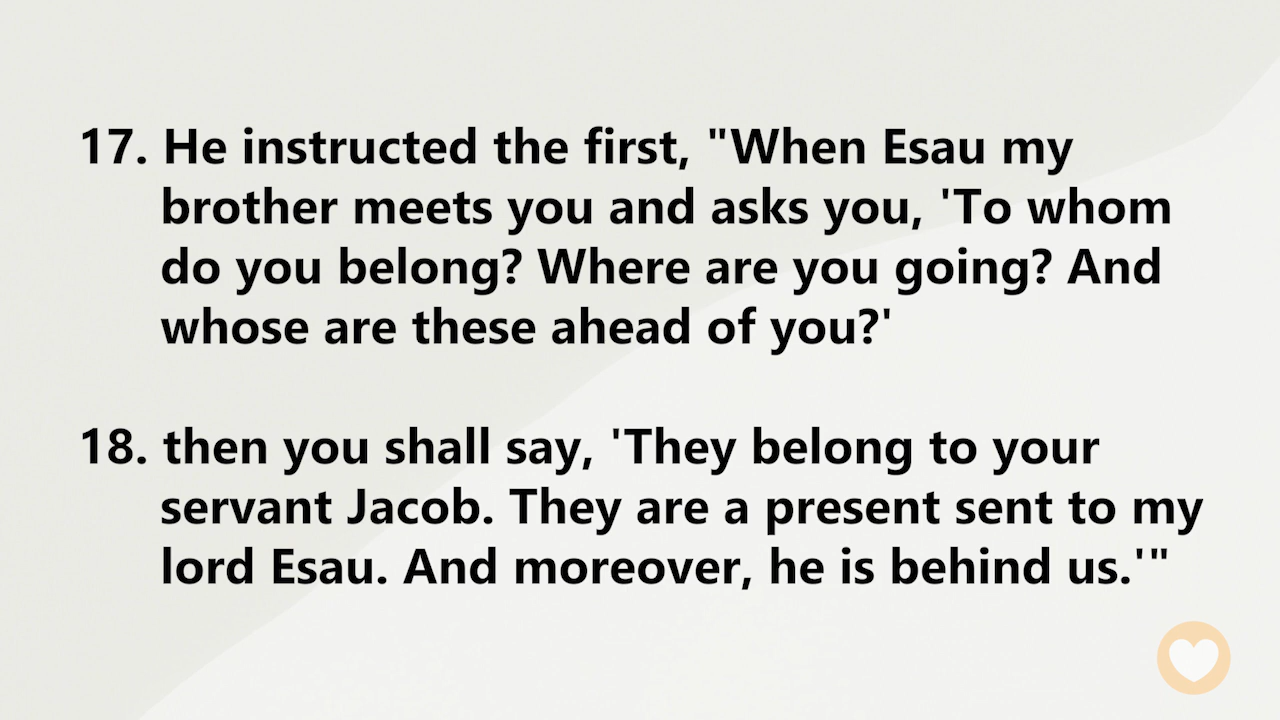 17. He instructed the first, "When Esau my
brother meets you and asks you, 'To whom
do you belong? Where are you going? And
whose are these ahead of you?'
18. then you shall say, 'They belong to your
servant Jacob. They are a present sent to my
lord Esau. And moreover, he is behind us.'"